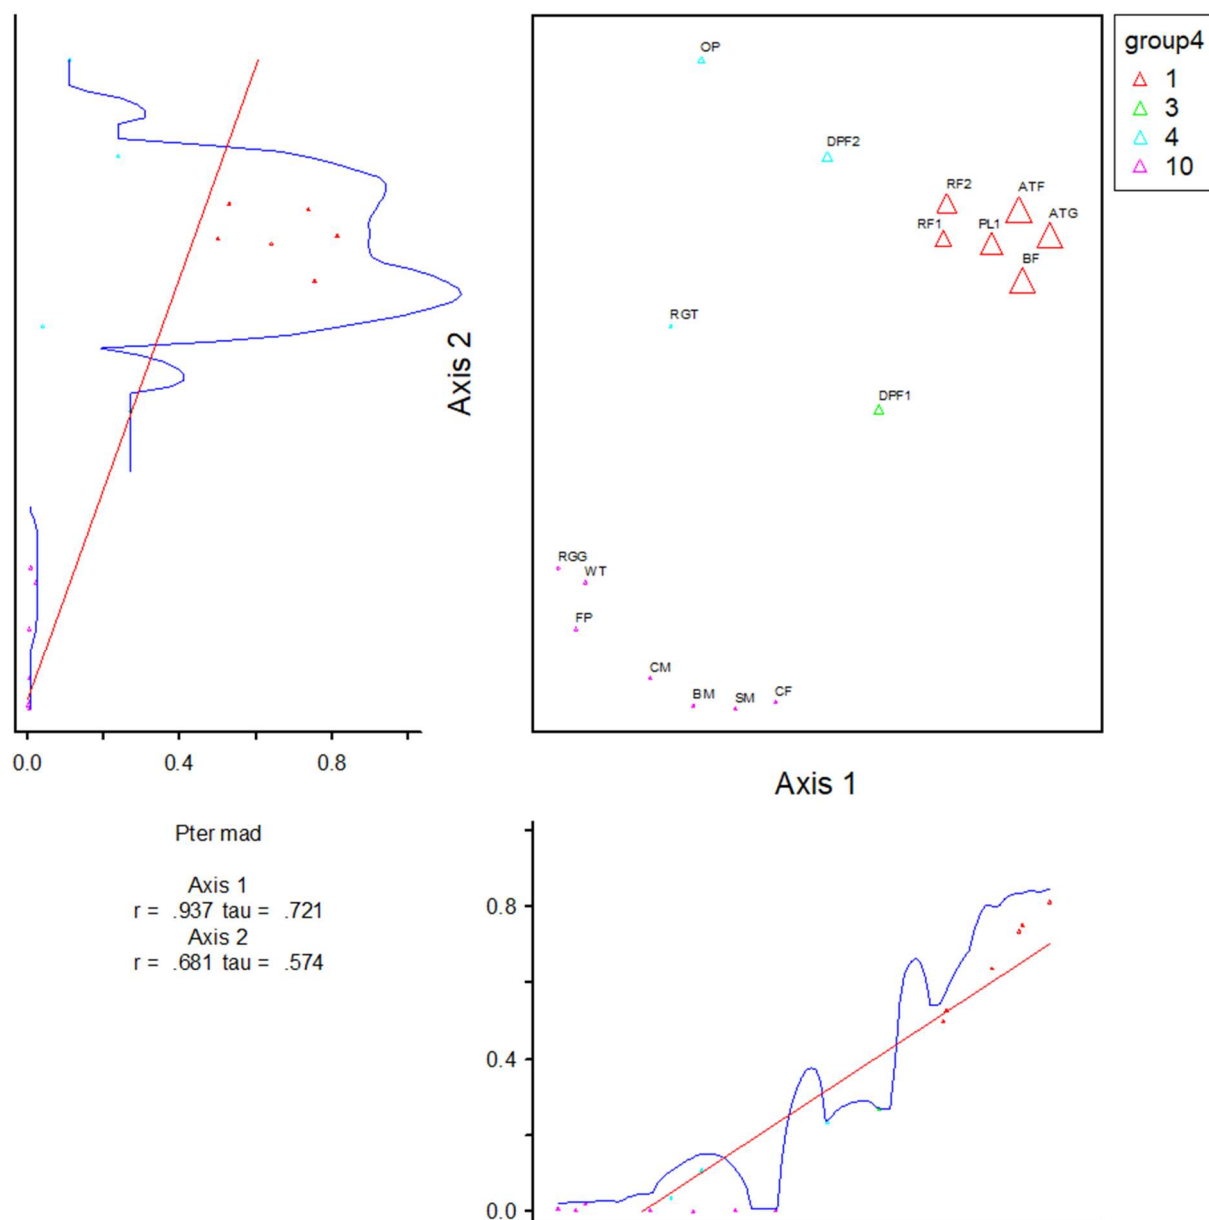 group4
1
3
4
10
OP
DPF2
RF2
ATF
RF1
PL1
ATG
BF
RGT
Axis 2
DPF1
RGG
WT
FP
CM
BM
SM
CF
0.0 0.4 0.8
Axis 1
Pter mad
Axis 1
r = .937 tau = .721
Axis 2
r = .681 tau = .574
0.8
0.4
0.0